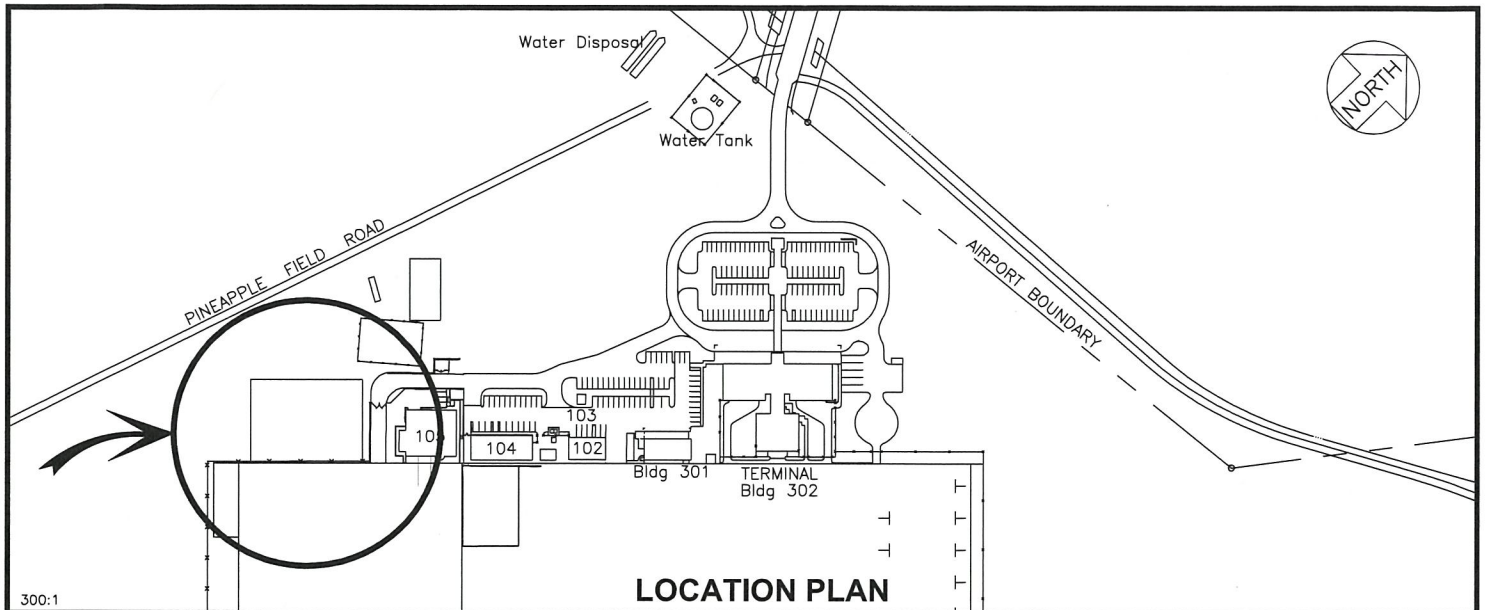 Water Disposal
NORTH
Water Tank
PINEAPPLE FIELD ROAD
AIRPORT BOUNDARY
103
104
102
Bldg 301
TERMINAL
Bldg 302
LOCATION PLAN
300:1